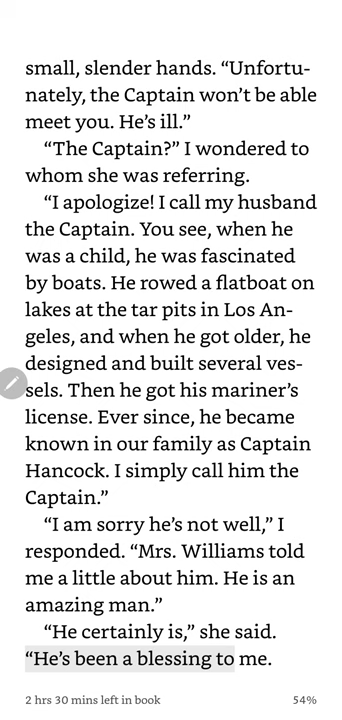 small, slender hands. “Unfortu-
nately, the Captain won’t be able
meet you. He’s ill.”
“The Captain?” I wondered to
whom she was referring.
“I apologize! I call my husband
the Captain. You see, when he
was a child, he was fascinated
by boats. He rowed a flatboat on
lakes at the tar pits in Los An-
geles, and when he got older, he
designed and built several ves-
sels. Then he got his mariner’s
license. Ever since, he became
known in our family as Captain
Hancock. I simply call him the
Captain.”
“I am sorry he’s not well,” I
responded. “Mrs. Williams told
me a little about him. He is an
amazing man.”
“He certainly is,” she said.
“He’s been a blessing to me.
2 hrs 30 mins left in book 54%